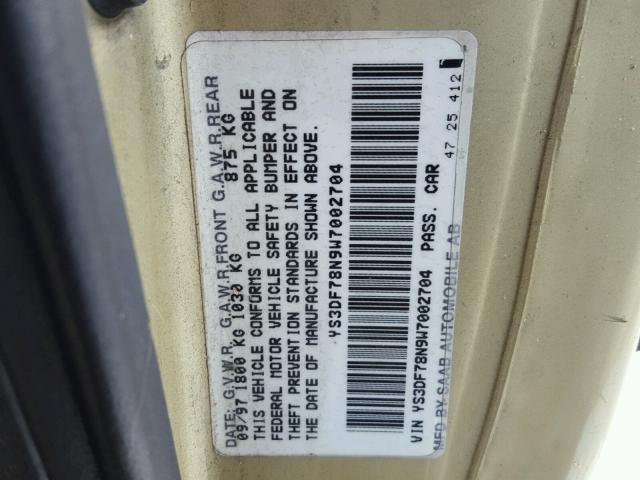 DATE: G.V.W.R. G.A.W.R.FRONT G.A.W.R.REAR
09/97 1800 KG 1030 KG 875 KG
THIS VEHICLE CONFORMS TO ALL APPLICABLE
FEDERAL MOTOR VEHICLE SAFETY BUMPER AND
THEFT PREVENTION STANDARDS IN EFFECT ON
THE DATE OF MANUFACTURE SHOWN ABOVE.
YS3DF78N9W7002704
VIN YS3DF78N9W7002704 PASS. CAR
MFD BY SAAB AUTOMOBILE AB
47 25 412